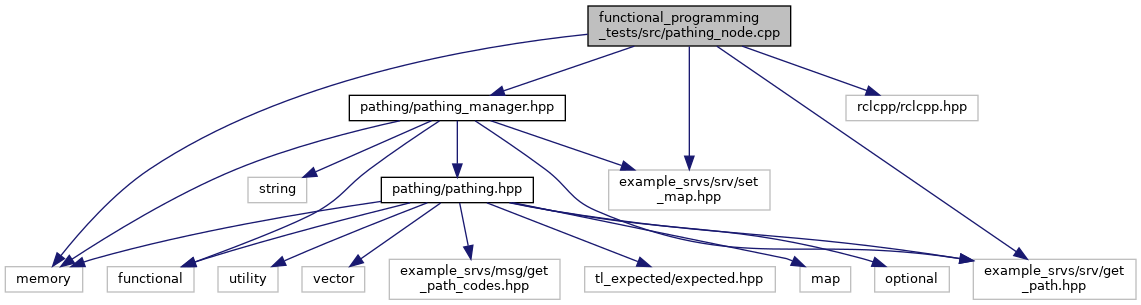 functional_programming
_tests/src/pathing_node.cpp
pathing/pathing_manager.hpp
rclcpp/rclcpp.hpp
string
pathing/pathing.hpp
example_srvs/srv/set
_map.hpp
memory
functional
utility
vector
example_srvs/msg/get
_path_codes.hpp
tl_expected/expected.hpp
map
optional
example_srvs/srv/get
_path.hpp